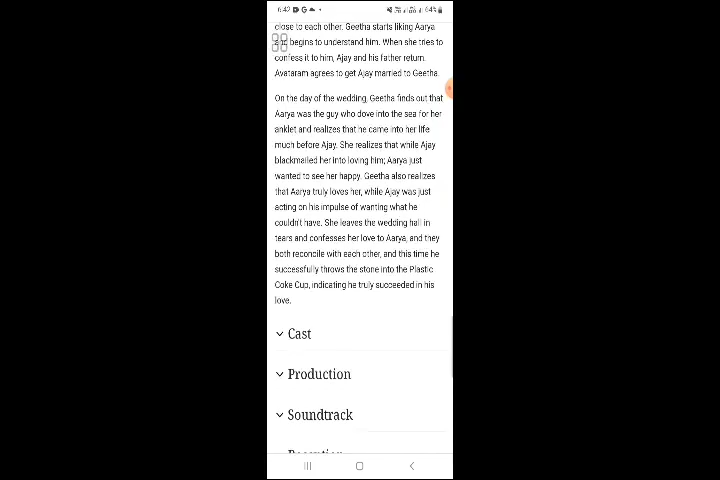 6:42 64%
close to each other. Geetha starts liking Aarya
and begins to understand him. When she tries to
confess it to him, Ajay and his father return.
Avataram agrees to get Ajay married to Geetha.
On the day of the wedding, Geetha finds out that
Aarya was the guy who dove into the sea for her
anklet and realizes that he came into her life
much before Ajay. She realizes that while Ajay
blackmailed her into loving him; Aarya just
wanted to see her happy. Geetha also realizes
that Aarya truly loves her, while Ajay was just
acting on his impulse of wanting what he
couldn't have. She leaves the wedding hall in
tears and confesses her love to Aarya, and they
both reconcile with each other, and this time he
successfully throws the stone into the Plastic
Coke Cup, indicating he truly succeeded in his
love.
Cast
Production
Soundtrack